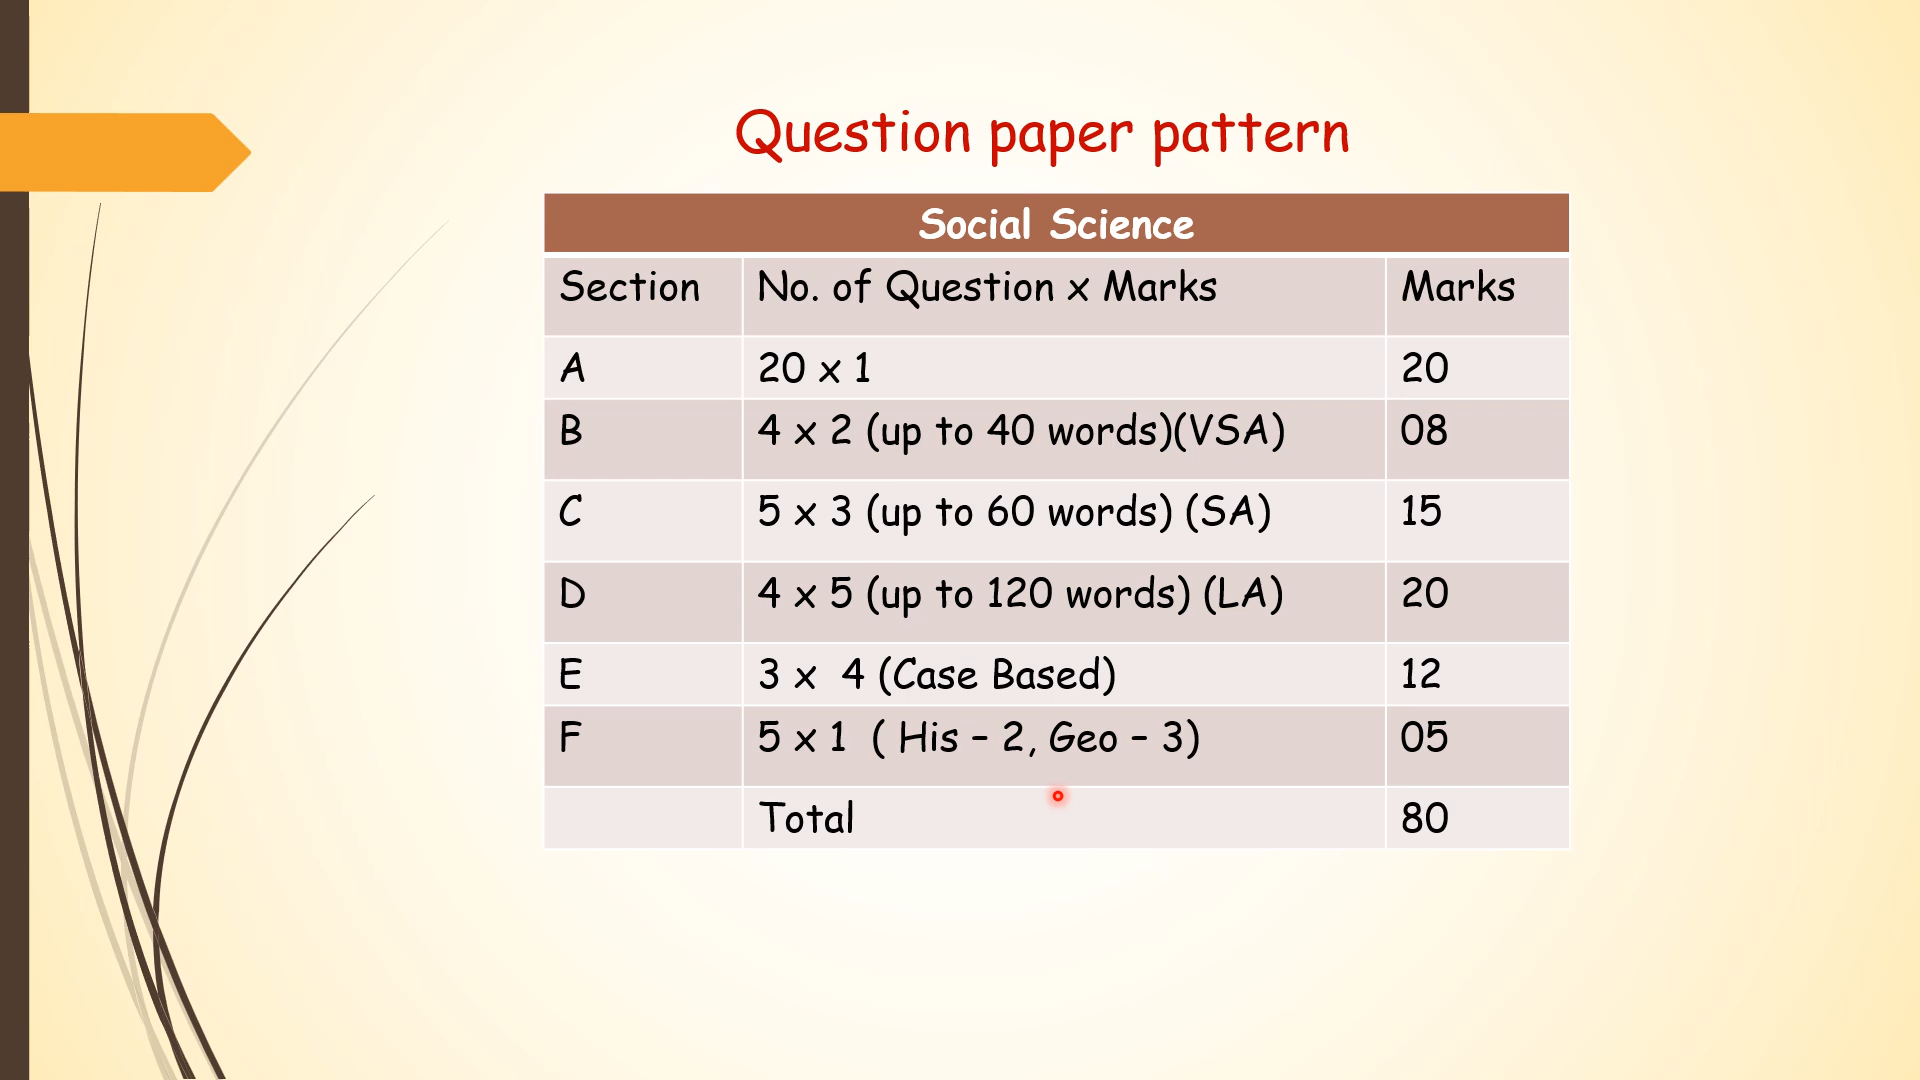 Question paper pattern
Social Science
Section No. of Question x Marks Marks
A 20 x 1 20
B 4 x 2 (up to 40 words)(VSA) 08
C 5 x 3 (up to 60 words) (SA) 15
D 4 x 5 (up to 120 words) (LA) 20
E 3 x  4 (Case Based) 12
F 5 x 1  ( His – 2, Geo – 3) 05
Total 80